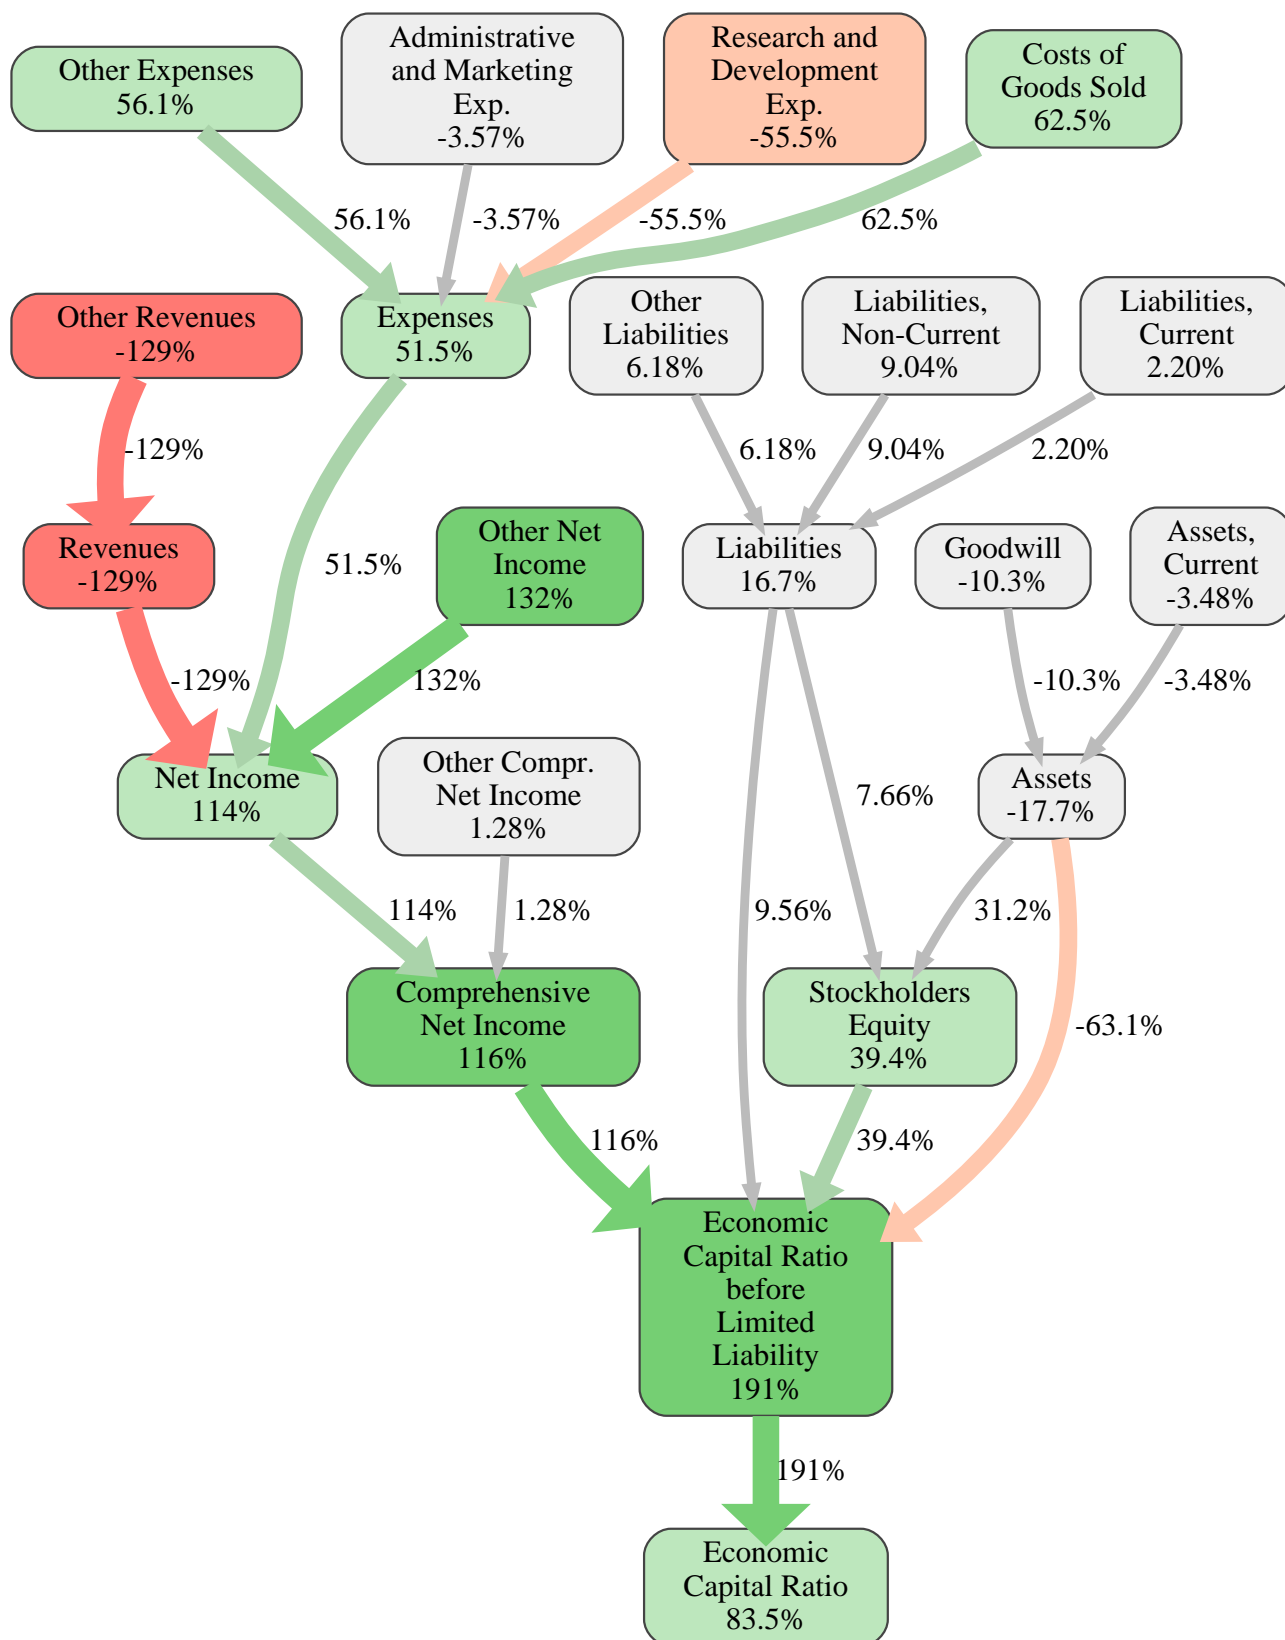 Other Expenses
56.1%
Administrative
and Marketing
Exp.
-3.57%
Research and
Development
Exp.
-55.5%
Costs of
Goods Sold
62.5%
56.1%
-3.57%
-55.5%
62.5%
Other Revenues
-129%
Expenses
51.5%
Other
Liabilities
6.18%
Liabilities,
Non-Current
9.04%
Liabilities,
Current
2.20%
-129%
6.18%
9.04%
2.20%
Revenues
-129%
51.5%
Other Net
Income
132%
Liabilities
16.7%
Goodwill
-10.3%
Assets,
Current
-3.48%
-129%
132%
-10.3%
-3.48%
Net Income
114%
Other Compr.
Net Income
1.28%
7.66%
Assets
-17.7%
114%
1.28%
9.56%
31.2%
Comprehensive
Net Income
116%
Stockholders
Equity
39.4%
-63.1%
116%
39.4%
Economic
Capital Ratio
before
Limited
Liability
191%
191%
Economic
Capital Ratio
83.5%